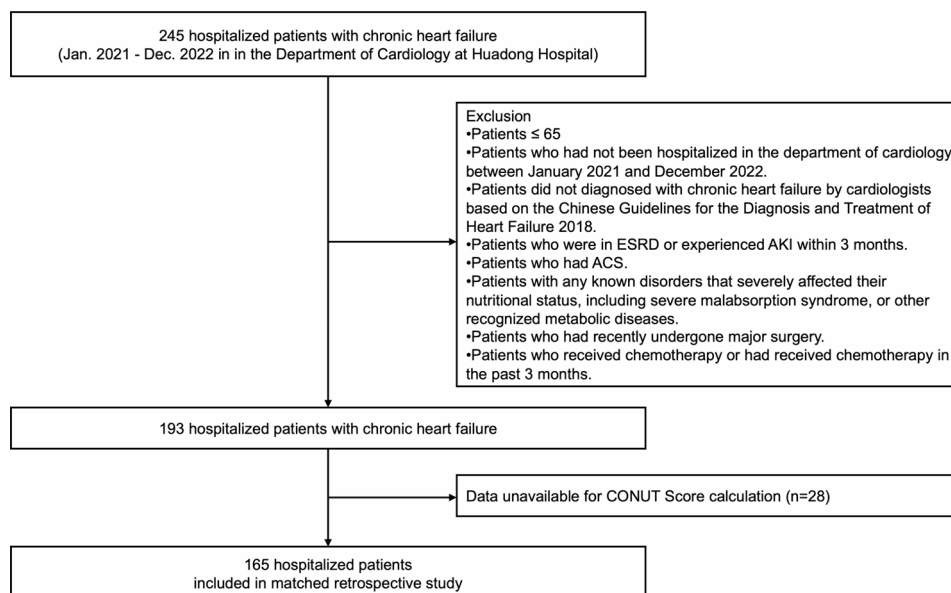 245 hospitalized patients with chronic heart failure
(Jan. 2021 - Dec. 2022 in in the Department of Cardiology at Huadong Hospital)
Exclusion
•Patients ≤ 65
•Patients who had not been hospitalized in the department of cardiology
between January 2021 and December 2022.
•Patients did not diagnosed with chronic heart failure by cardiologists
based on the Chinese Guidelines for the Diagnosis and Treatment of
Heart Failure 2018.
•Patients who were in ESRD or experienced AKI within 3 months.
•Patients who had ACS.
•Patients with any known disorders that severely affected their
nutritional status, including severe malabsorption syndrome, or other
recognized metabolic diseases.
•Patients who had recently undergone major surgery.
•Patients who received chemotherapy or had received chemotherapy in
the past 3 months.
193 hospitalized patients with chronic heart failure
Data unavailable for CONUT Score calculation (n=28)
165 hospitalized patients
included in matched retrospective study